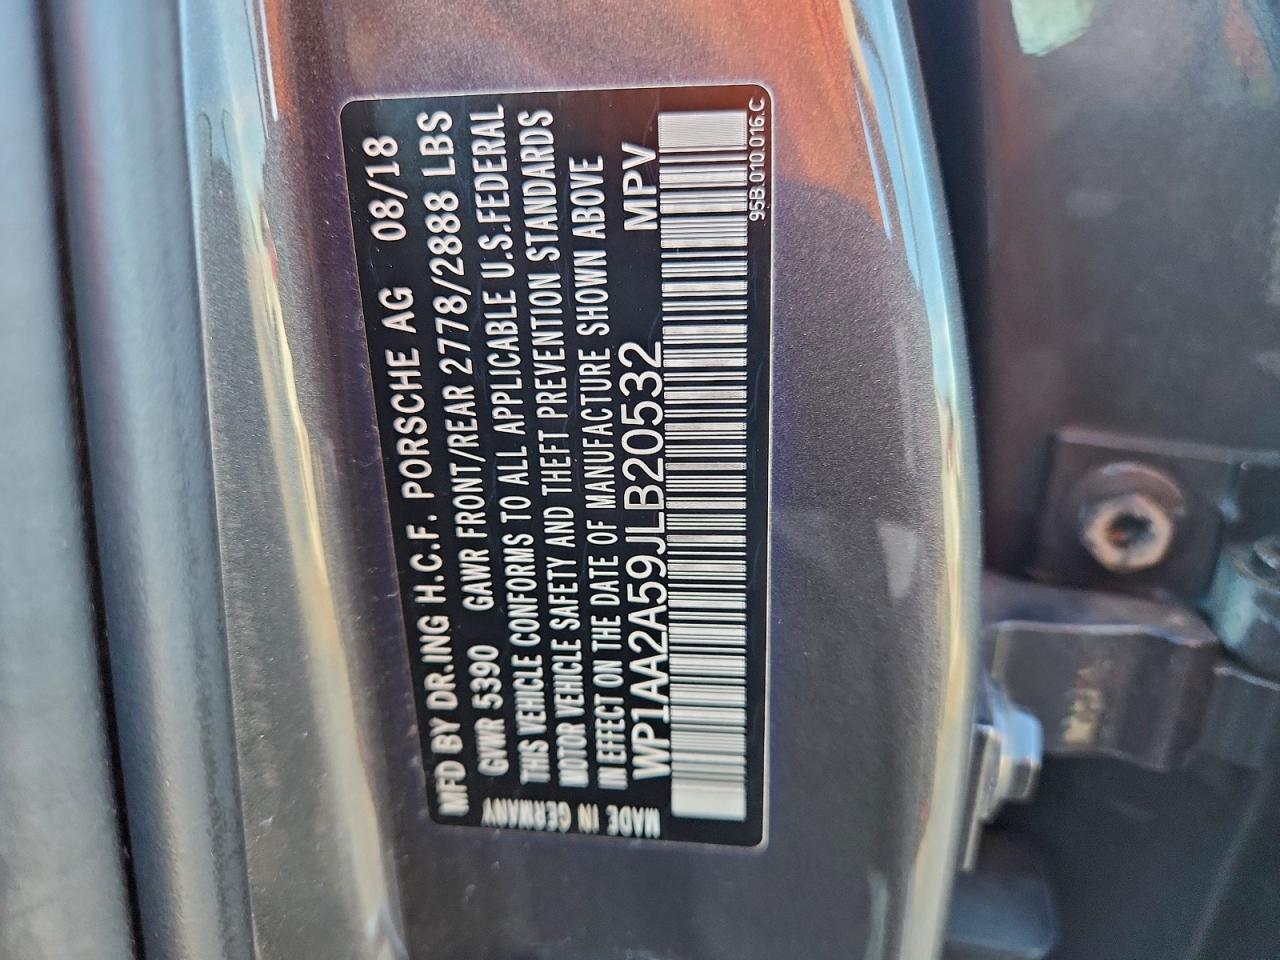 MFD BY DR.ING H.C.F. PORSCHE AG 08/18
GVWR 5390 GAWR FRONT/REAR 2778/2888 LBS
THIS VEHICLE CONFORMS TO ALL APPLICABLE U.S.FEDERAL
MOTOR VEHICLE SAFETY AND THEFT PREVENTION STANDARDS
IN EFFECT ON THE DATE OF MANUFACTURE SHOWN ABOVE
WP1AA2A59JLB20532 MPV
MADE IN GERMANY
95B.010.016.C